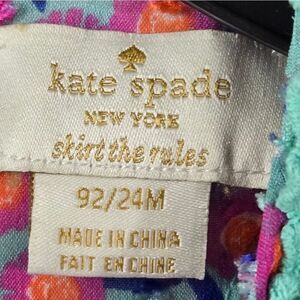 kate spade
NEW YORK
skirt the rules
92/24M
MADE IN CHINA
FAIT EN CHINE